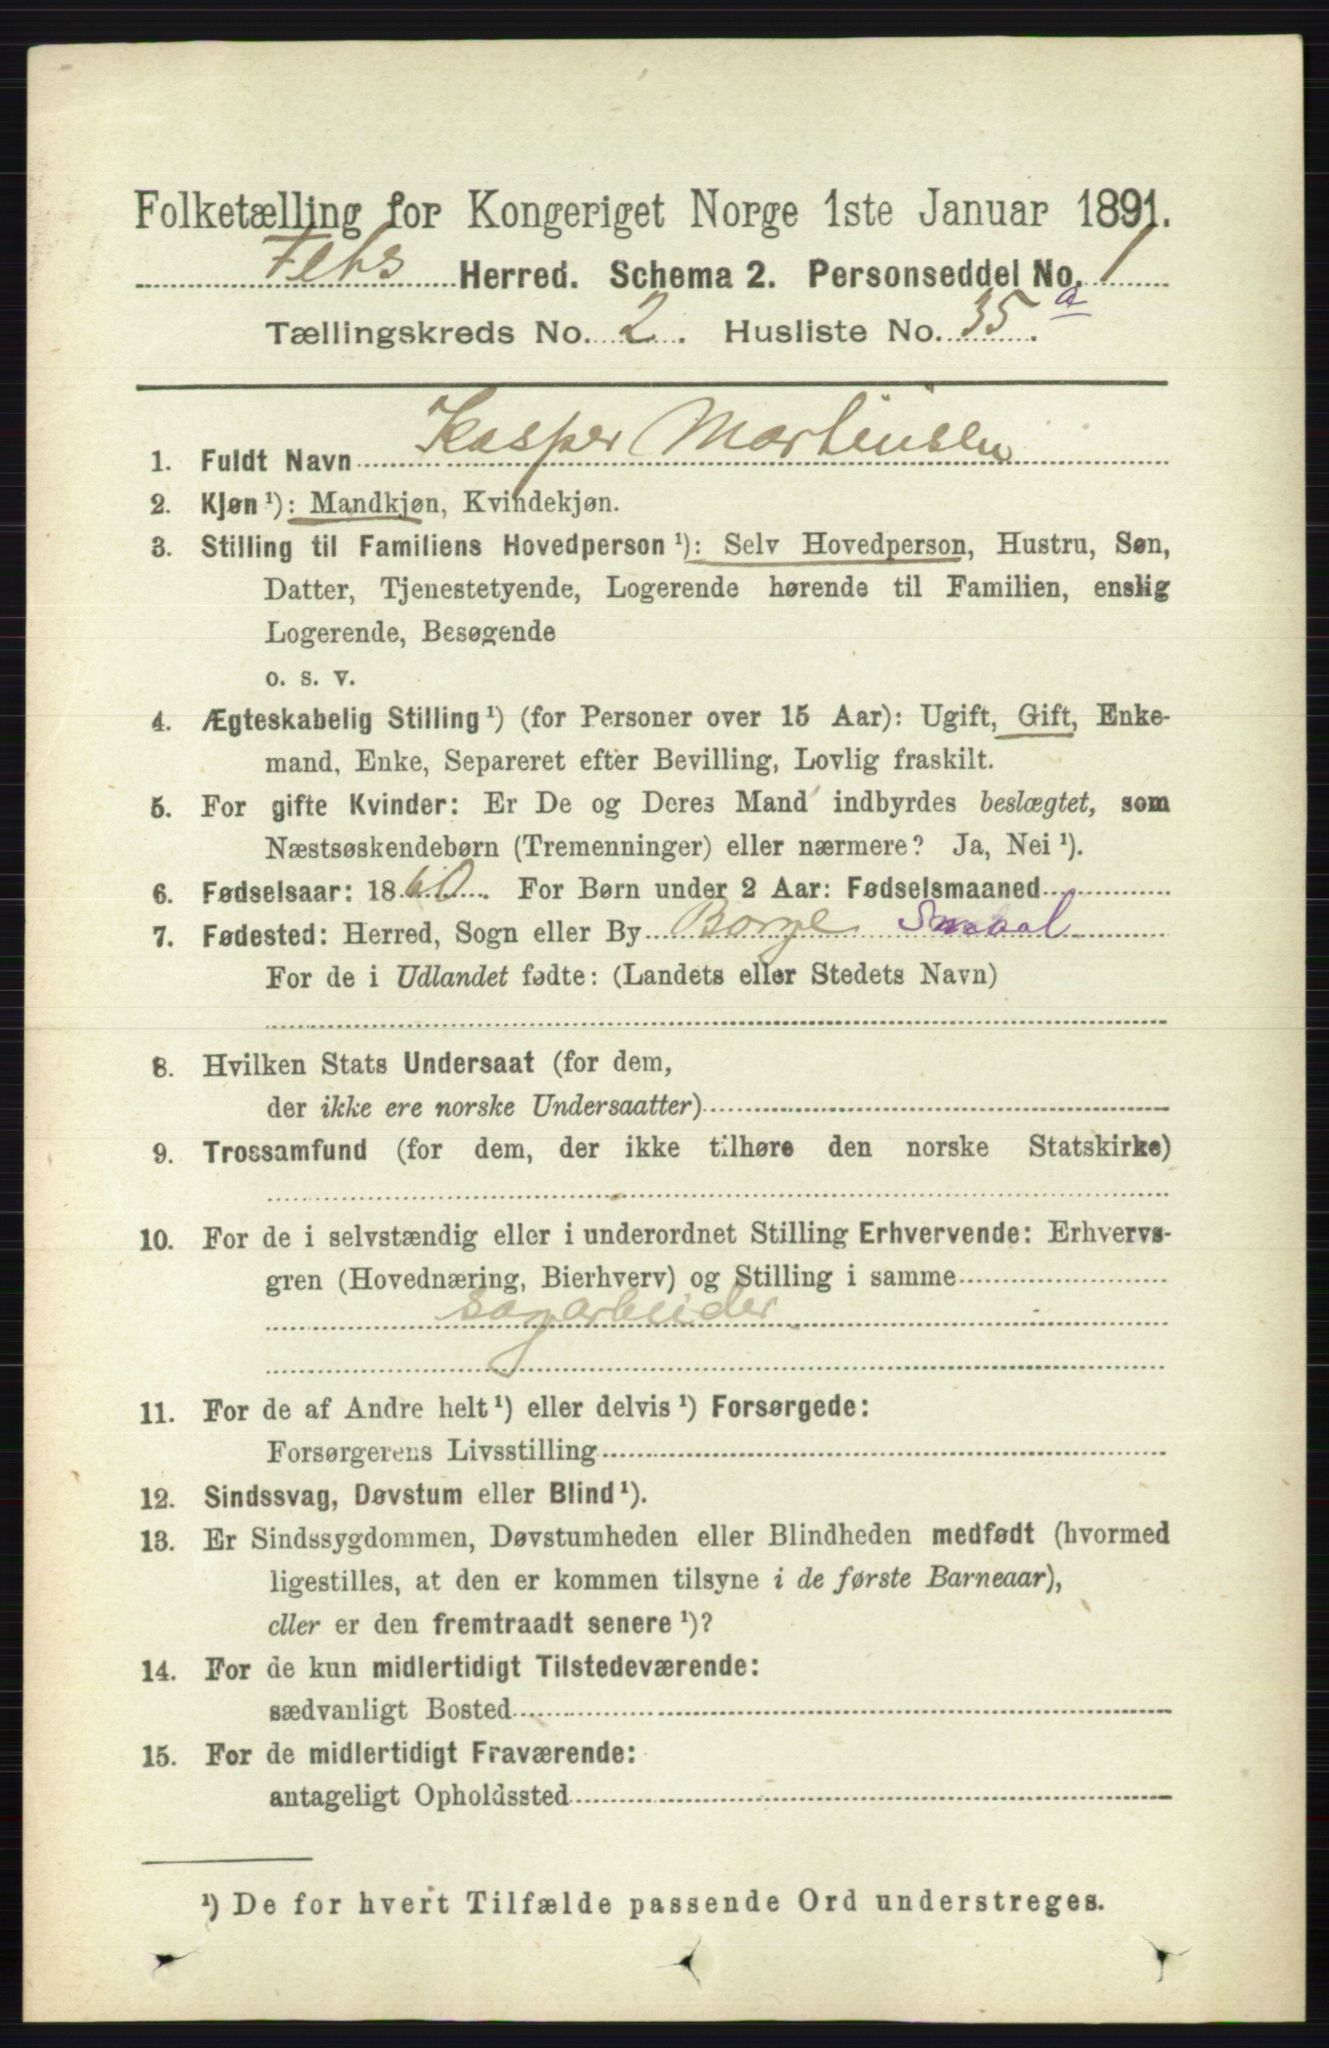 Folketælling for Kongeriget Norge 1ste Januar 1891.
Fets Herred. Schema 2. Personseddel No. 1
Tællingskreds No. 2. Husliste No. 35 a.
1. Fuldt Navn Kasper Martinsen
2. Kjøn ¹): Mandkjøn, Kvindekjøn.
3. Stilling til Familiens Hovedperson ¹): Selv Hovedperson, Hustru, Søn,
Datter, Tjenestetyende, Logerende hørende til Familien, enslig
Logerende, Besøgende
o. s. v.
4. Ægteskabelig Stilling ¹) (for Personer over 15 Aar): Ugift, Gift, Enke-
mand, Enke, Separeret efter Bevilling, Lovlig fraskilt.
5. For gifte Kvinder: Er De og Deres Mand indbyrdes beslægtet, som
Næstsøskendebørn (Tremenninger) eller nærmere? Ja, Nei ¹).
6. Fødselsaar: 1860. For Børn under 2 Aar: Fødselsmaaned
7. Fødested: Herred, Sogn eller By Borge
For de i Udlandet fødte: (Landets eller Stedets Navn)
8. Hvilken Stats Undersaat (for dem,
der ikke ere norske Undersaatter)
9. Trossamfund (for dem, der ikke tilhøre den norske Statskirke)
10. For de i selvstændig eller i underordnet Stilling Erhvervende: Erhvervs-
gren (Hovednæring, Bierhverv) og Stilling i samme
sagarbeider
11. For de af Andre helt ¹) eller delvis ¹) Forsørgede:
Forsørgerens Livsstilling
12. Sindssvag, Døvstum eller Blind ¹).
13. Er Sindssygdommen, Døvstumheden eller Blindheden medfødt (hvormed
ligestilles, at den er kommen tilsyne i de første Barneaar),
eller er den fremtraadt senere ¹)?
14. For de kun midlertidigt Tilstedeværende:
sædvanligt Bosted
15. For de midlertidigt Fraværende:
antageligt Opholdssted
¹) De for hvert Tilfælde passende Ord understreges.